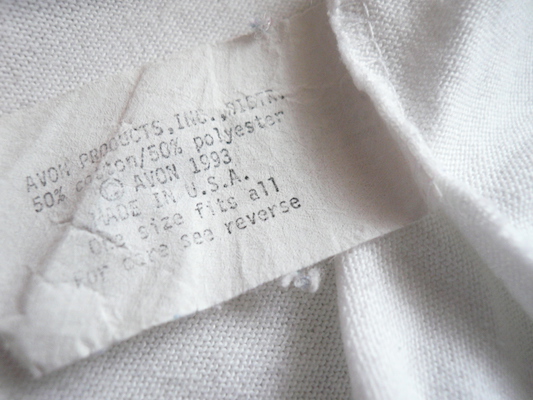 AVON PRODUCTS, INC., DISTR.
50% cotton/50% polyester
© AVON 1993
MADE IN U.S.A.
One size fits all
For care see reverse